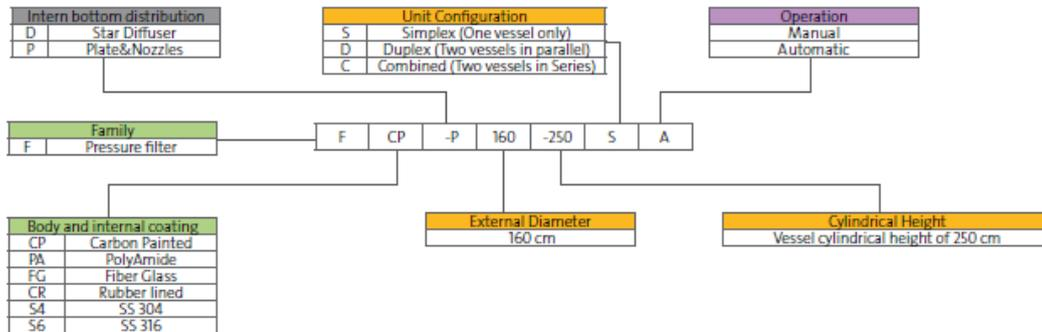 Intern bottom distribution
D Star Diffuser
P Plate&Nozzles
Unit Configuration
S Simplex (One vessel only)
D Duplex (Two vessels in parallel)
C Combined (Two vessels in Series)
Operation
Manual
Automatic
Family
F Pressure filter
F CP -P 160 -250 S A
Body and internal coating
CP Carbon Painted
PA PolyAmide
FG Fiber Glass
CR Rubber lined
S4 SS 304
S6 SS 316
External Diameter
160 cm
Cylindrical Height
Vessel cylindrical height of 250 cm